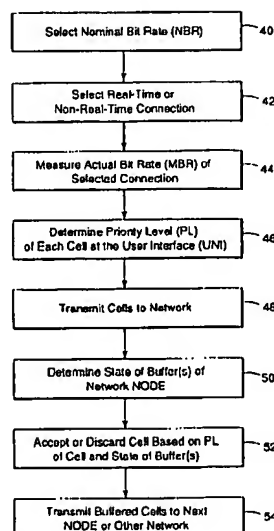 Select Nominal Bit Rate (NBR)
40
Select Real-Time or
Non-Real-Time Connection
42
Measure Actual Bit Rate (MBR) of
Selected Connection
44
Determine Priority Level (PL)
of Each Cell at the User Interface (UNI)
46
Transmit Cells to Network
48
Determine State of Buffer(s) of
Network NODE
50
Accept or Discard Cell Based on PL
of Cell and State of Buffer(s)
52
Transmit Buffered Cells to Next
NODE or Other Network
54